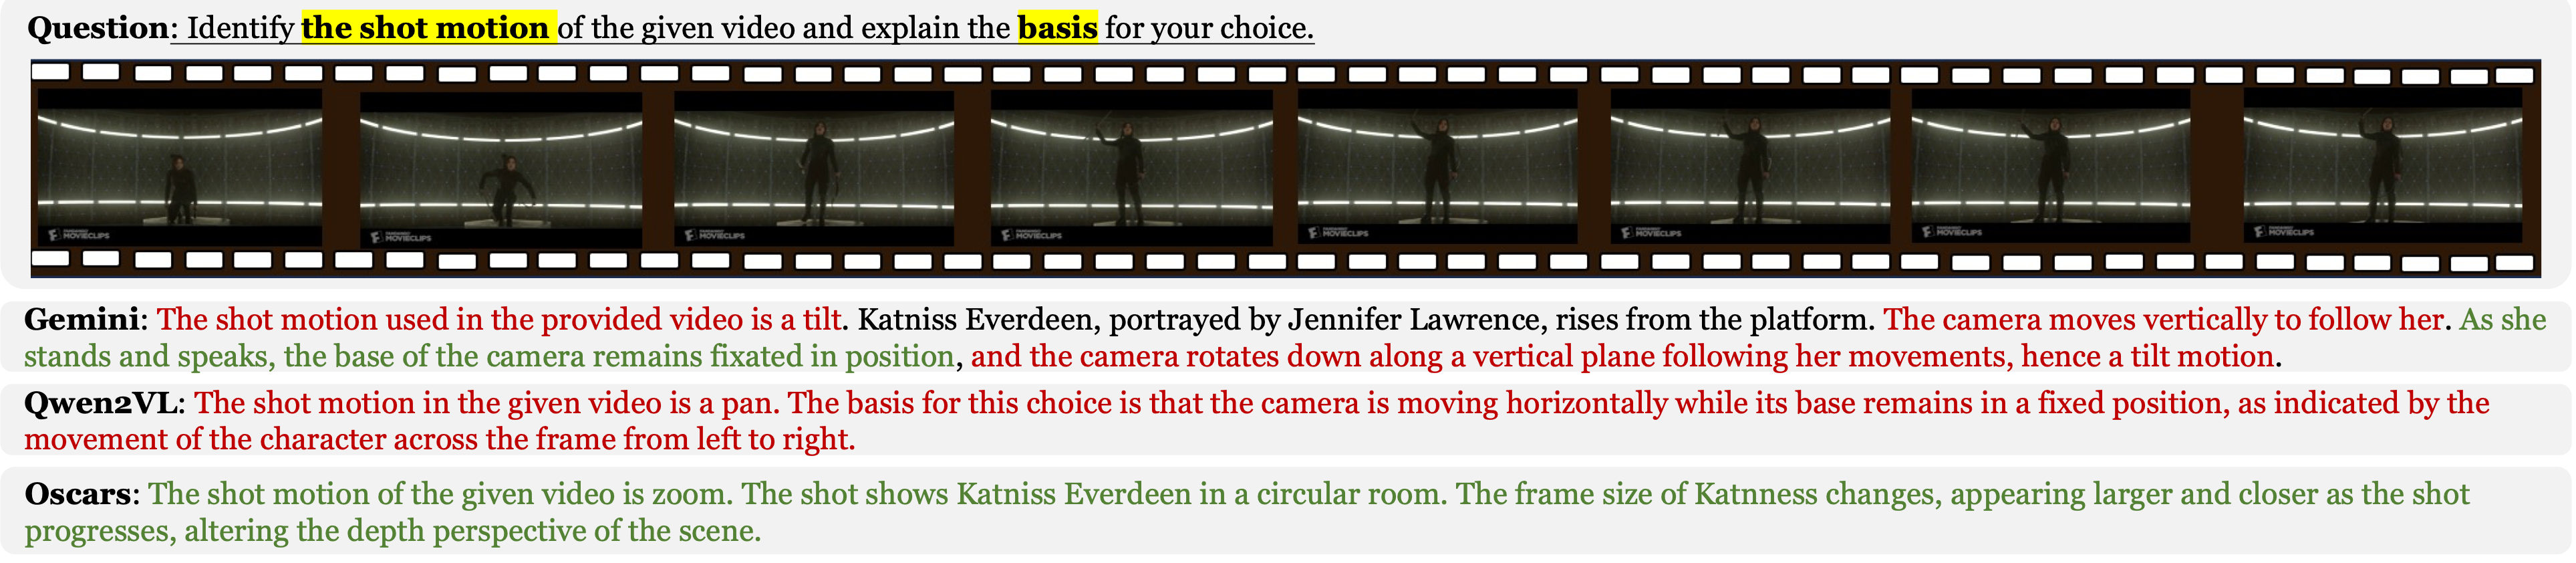 Question: Identify the shot motion of the given video and explain the basis for your choice.
MOVIECLIPS
MOVIECLIPS
MOVIECLIPS
MOVIECLIPS
MOVIECLIPS
MOVIECLIPS
MOVIECLIPS
MOVIECLIPS
Gemini: The shot motion used in the provided video is a tilt. Katniss Everdeen, portrayed by Jennifer Lawrence, rises from the platform. The camera moves vertically to follow her. As she
stands and speaks, the base of the camera remains fixated in position, and the camera rotates down along a vertical plane following her movements, hence a tilt motion.
Qwen2VL: The shot motion in the given video is a pan. The basis for this choice is that the camera is moving horizontally while its base remains in a fixed position, as indicated by the
movement of the character across the frame from left to right.
Oscars: The shot motion of the given video is zoom. The shot shows Katniss Everdeen in a circular room. The frame size of Katnness changes, appearing larger and closer as the shot
progresses, altering the depth perspective of the scene.